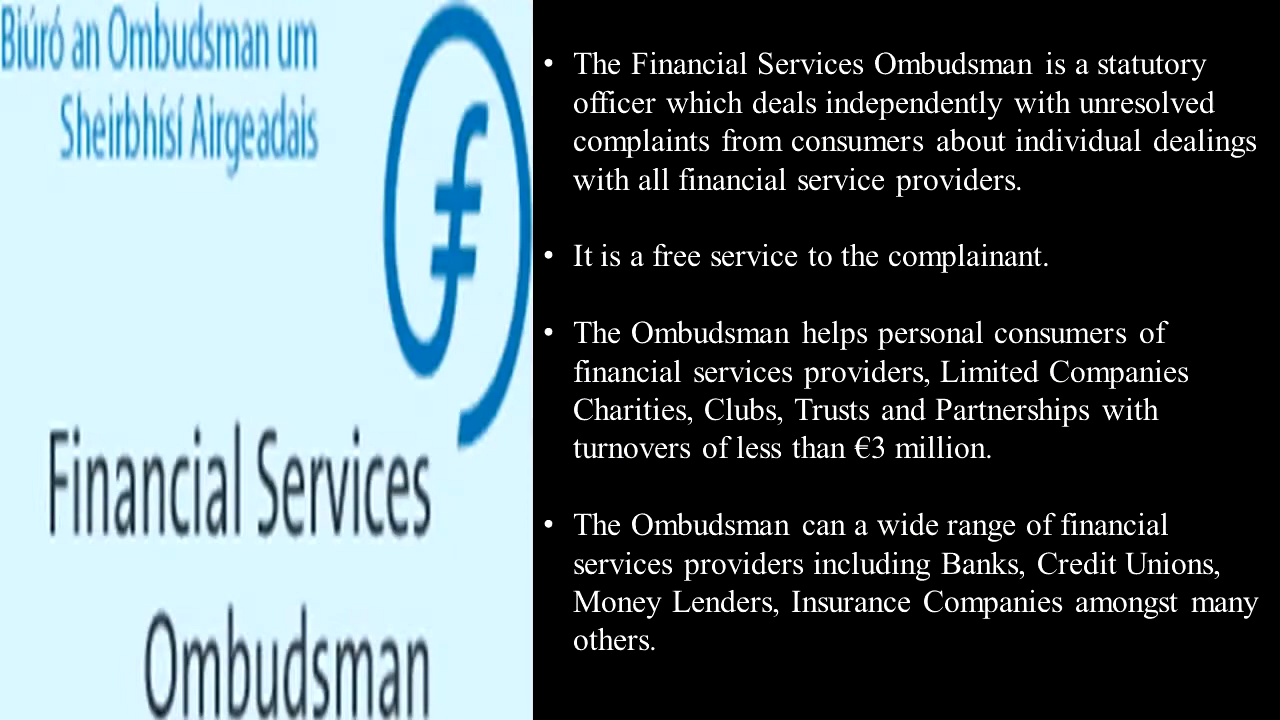 Biúró an Ombudsman um
Sheirbhísí Airgeadais
Financial Services
Ombudsman
• The Financial Services Ombudsman is a statutory
officer which deals independently with unresolved
complaints from consumers about individual dealings
with all financial service providers.
• It is a free service to the complainant.
• The Ombudsman helps personal consumers of
financial services providers, Limited Companies
Charities, Clubs, Trusts and Partnerships with
turnovers of less than €3 million.
• The Ombudsman can a wide range of financial
services providers including Banks, Credit Unions,
Money Lenders, Insurance Companies amongst many
others.